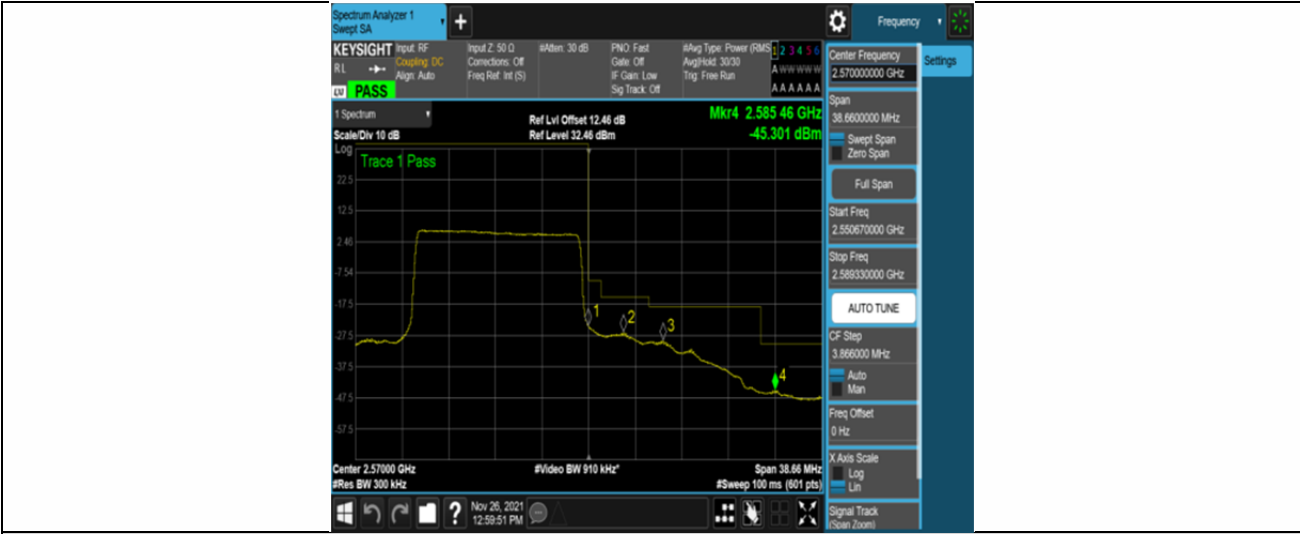 Spectrum Analyzer 1
Swept SA
Frequency
KEYSIGHT
Input: RF
Coupling: DC
Align: Auto
Input Z: 50 Ω
Corrections: Off
Freq Ref: Int (S)
#Atten: 30 dB
PNO: Fast
Gate: Off
IF Gain: Low
Sig Track: Off
#Avg Type: Power (RMS
Avg|Hold: 30/30
Trig: Free Run
1 2 3 4 5 6
A W W W W W
A A A A A A
R L
PASS
1 Spectrum
Scale/Div 10 dB
Ref Lvl Offset 12.46 dB
Ref Level 32.46 dBm
Mkr4 2.585 46 GHz
-45.301 dBm
Log
Trace 1 Pass
22.5
12.5
2.46
-7.54
-17.5
-27.5
-37.5
-47.5
-57.5
1
2
3
4
Center 2.57000 GHz
#Res BW 300 kHz
#Video BW 910 kHz*
Span 38.66 MHz
#Sweep 100 ms (601 pts)
Center Frequency
2.570000000 GHz
Settings
Span
38.6600000 MHz
Swept Span
Zero Span
Full Span
Start Freq
2.550670000 GHz
Stop Freq
2.589330000 GHz
AUTO TUNE
CF Step
3.866000 MHz
Auto
Man
Freq Offset
0 Hz
X Axis Scale
Log
Lin
Signal Track
(Span Zoom)
?
Nov 26, 2021
12:59:51 PM